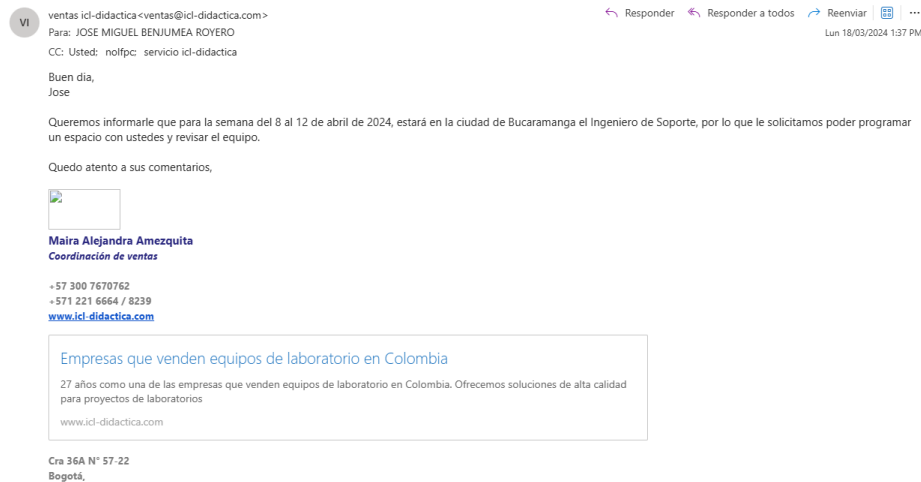 VI
ventas icl-didactica<ventas@icl-didactica.com>
Responder
Responder a todos
Reenviar
Para: JOSE MIGUEL BENJUMEA ROYERO
Lun 18/03/2024 1:37 PM
CC: Usted; nolfpc; servicio icl-didactica
Buen dia,
Jose
Queremos informarle que para la semana del 8 al 12 de abril de 2024, estará en la ciudad de Bucaramanga el Ingeniero de Soporte, por lo que le solicitamos poder programar
un espacio con ustedes y revisar el equipo.
Quedo atento a sus comentarios,
Maira Alejandra Amezquita
Coordinación de ventas
+57 300 7670762
+571 221 6664 / 8239
www.icl-didactica.com
Empresas que venden equipos de laboratorio en Colombia
27 años como una de las empresas que venden equipos de laboratorio en Colombia. Ofrecemos soluciones de alta calidad
para proyectos de laboratorios
www.icl-didactica.com
Cra 36A N° 57-22
Bogotá,